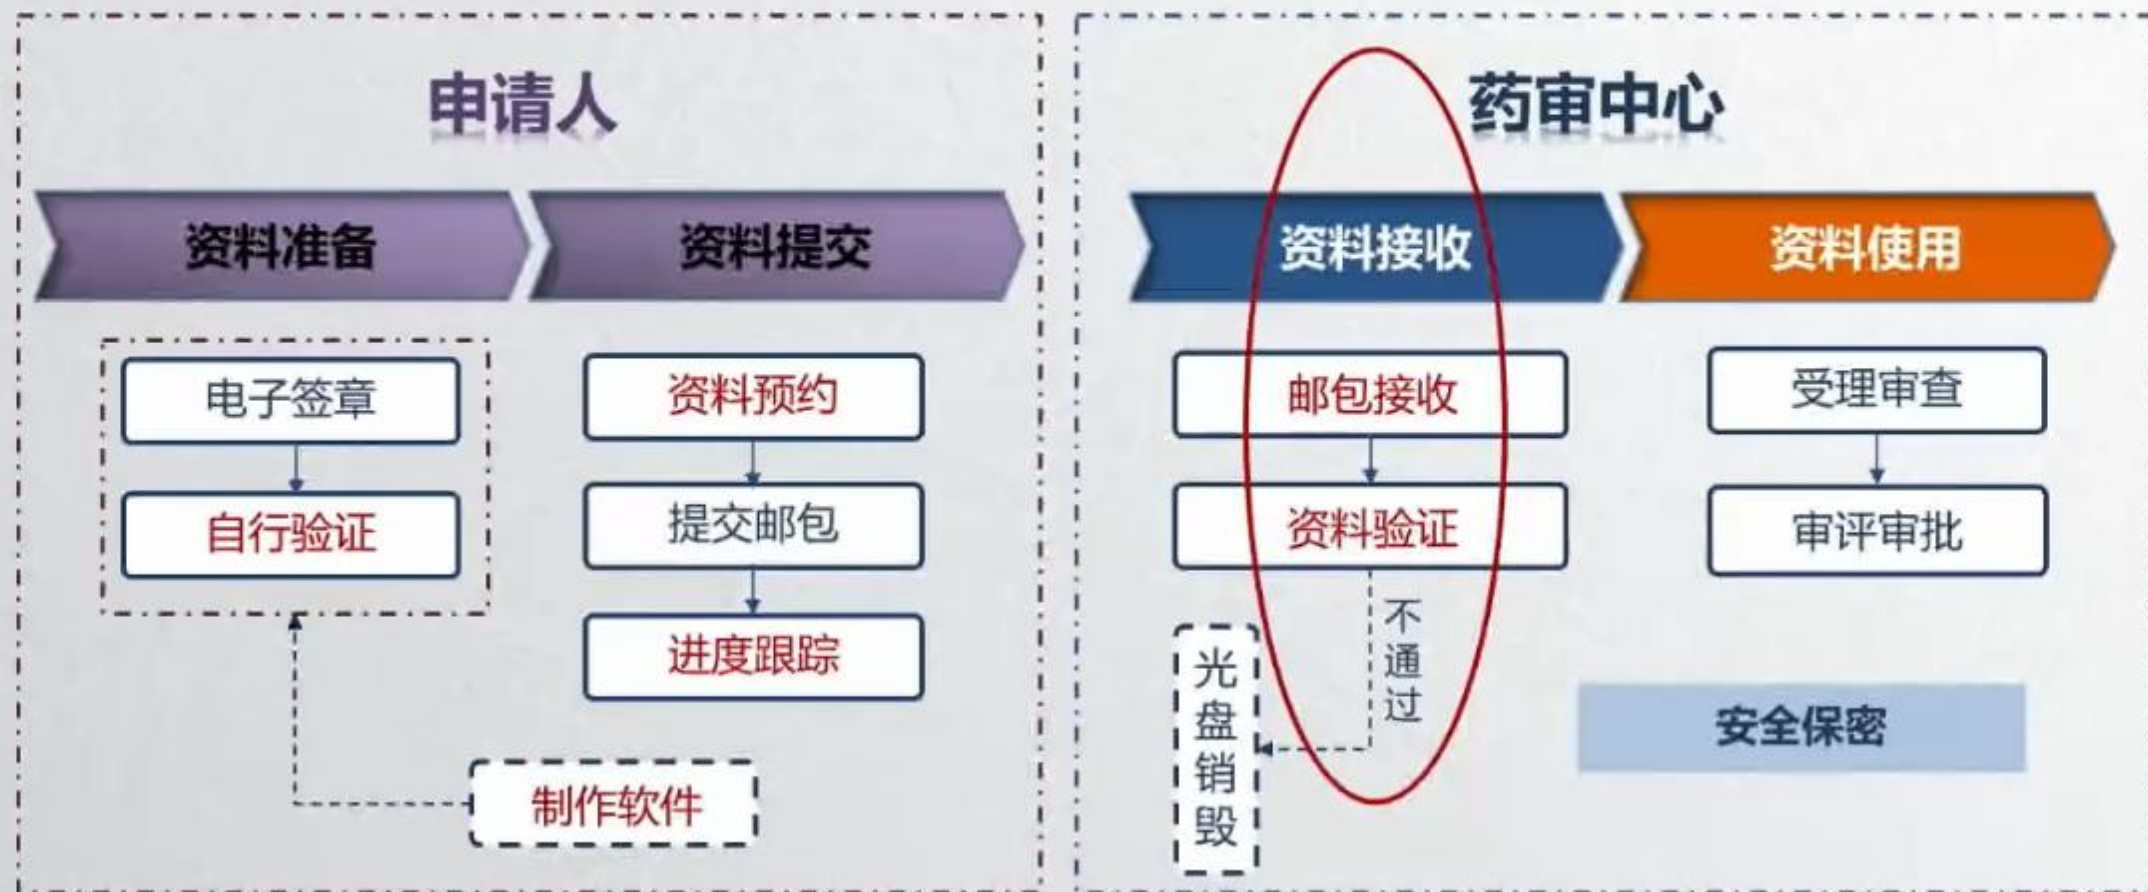 申请人
资料准备
资料提交
电子签章
自行验证
资料预约
提交邮包
进度跟踪
制作软件
药审中心
资料接收
资料使用
邮包接收
资料验证
不通过
光盘销毁
受理审查
审评审批
安全保密